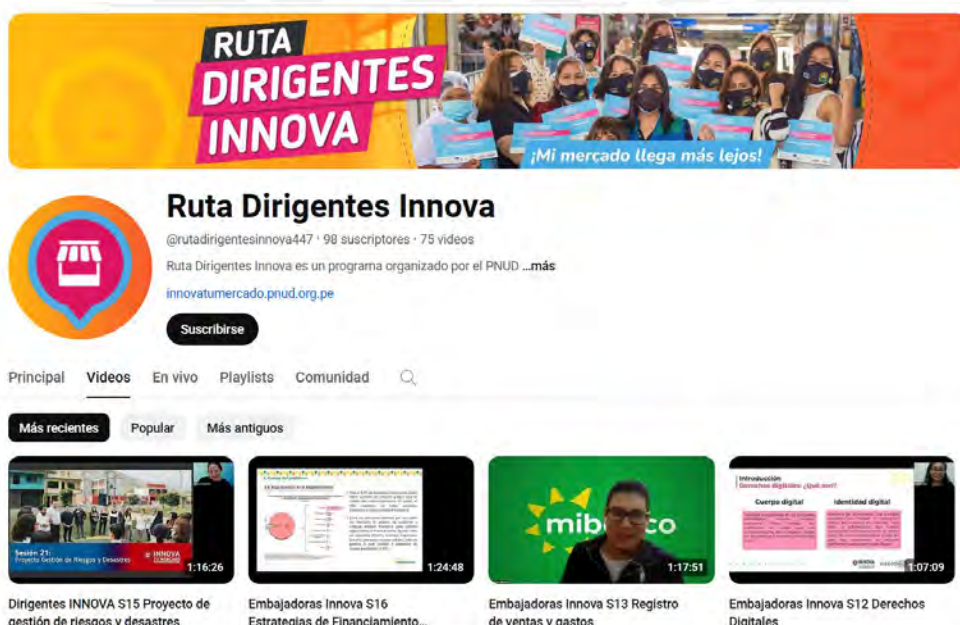 RUTA
DIRIGENTES
INNOVA
¡Mi mercado llega más lejos!
Ruta Dirigentes Innova
@rutadirigentesinnova447 · 98 suscriptores · 75 videos
Ruta Dirigentes Innova es un programa organizado por el PNUD ...más
innovatumercado.pnud.org.pe
Suscribirse
Principal Videos En vivo Playlists Comunidad
Más recientes Popular Más antiguos
Sesión 21:
Proyecto Gestión de Riesgos y Desastres
INNOVA
1:16:26
1:24:48
1:17:51
Introducción
Derechos digitales: ¿Qué son?
Cuerpo digital Identidad digital
1:07:09
Dirigentes INNOVA S15 Proyecto de
gestión de riesgos y desastres
Embajadoras Innova S16
Estrategias de Financiamiento...
Embajadoras Innova S13 Registro
de ventas y gastos
Embajadoras Innova S12 Derechos
Digitales